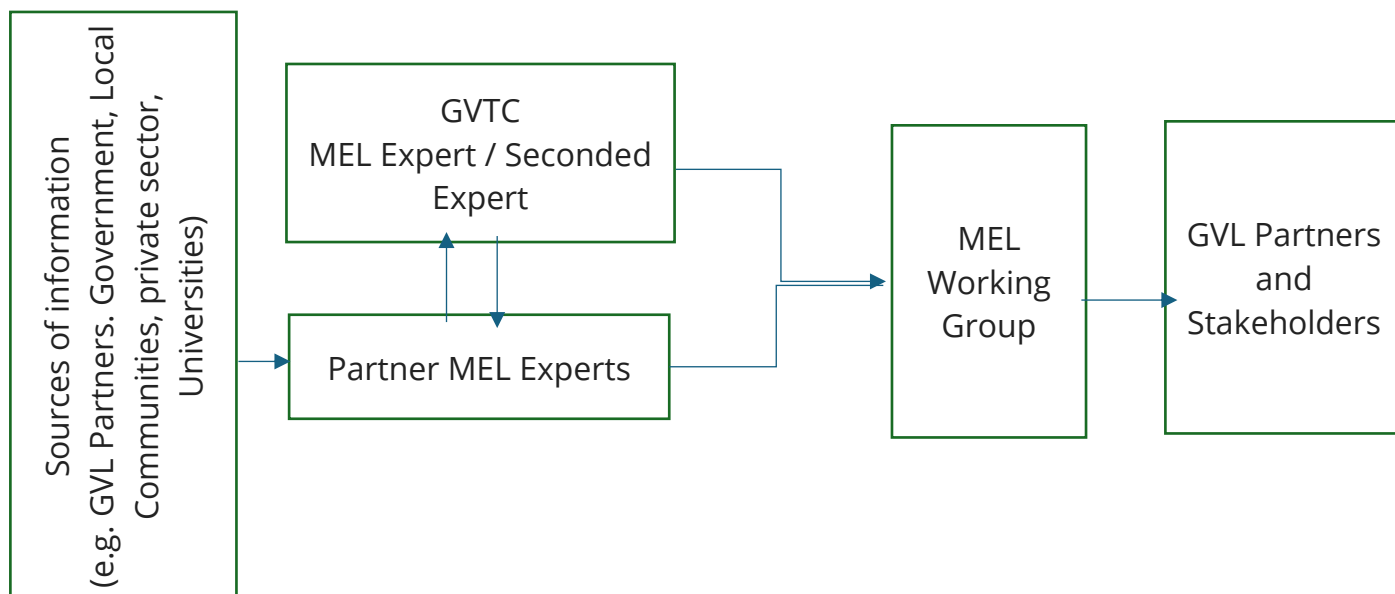 Sources of information
(e.g. GVL Partners. Government, Local
Communities, private sector,
Universities)
GVTC
MEL Expert / Seconded
Expert
Partner MEL Experts
MEL
Working
Group
GVL Partners
and
Stakeholders